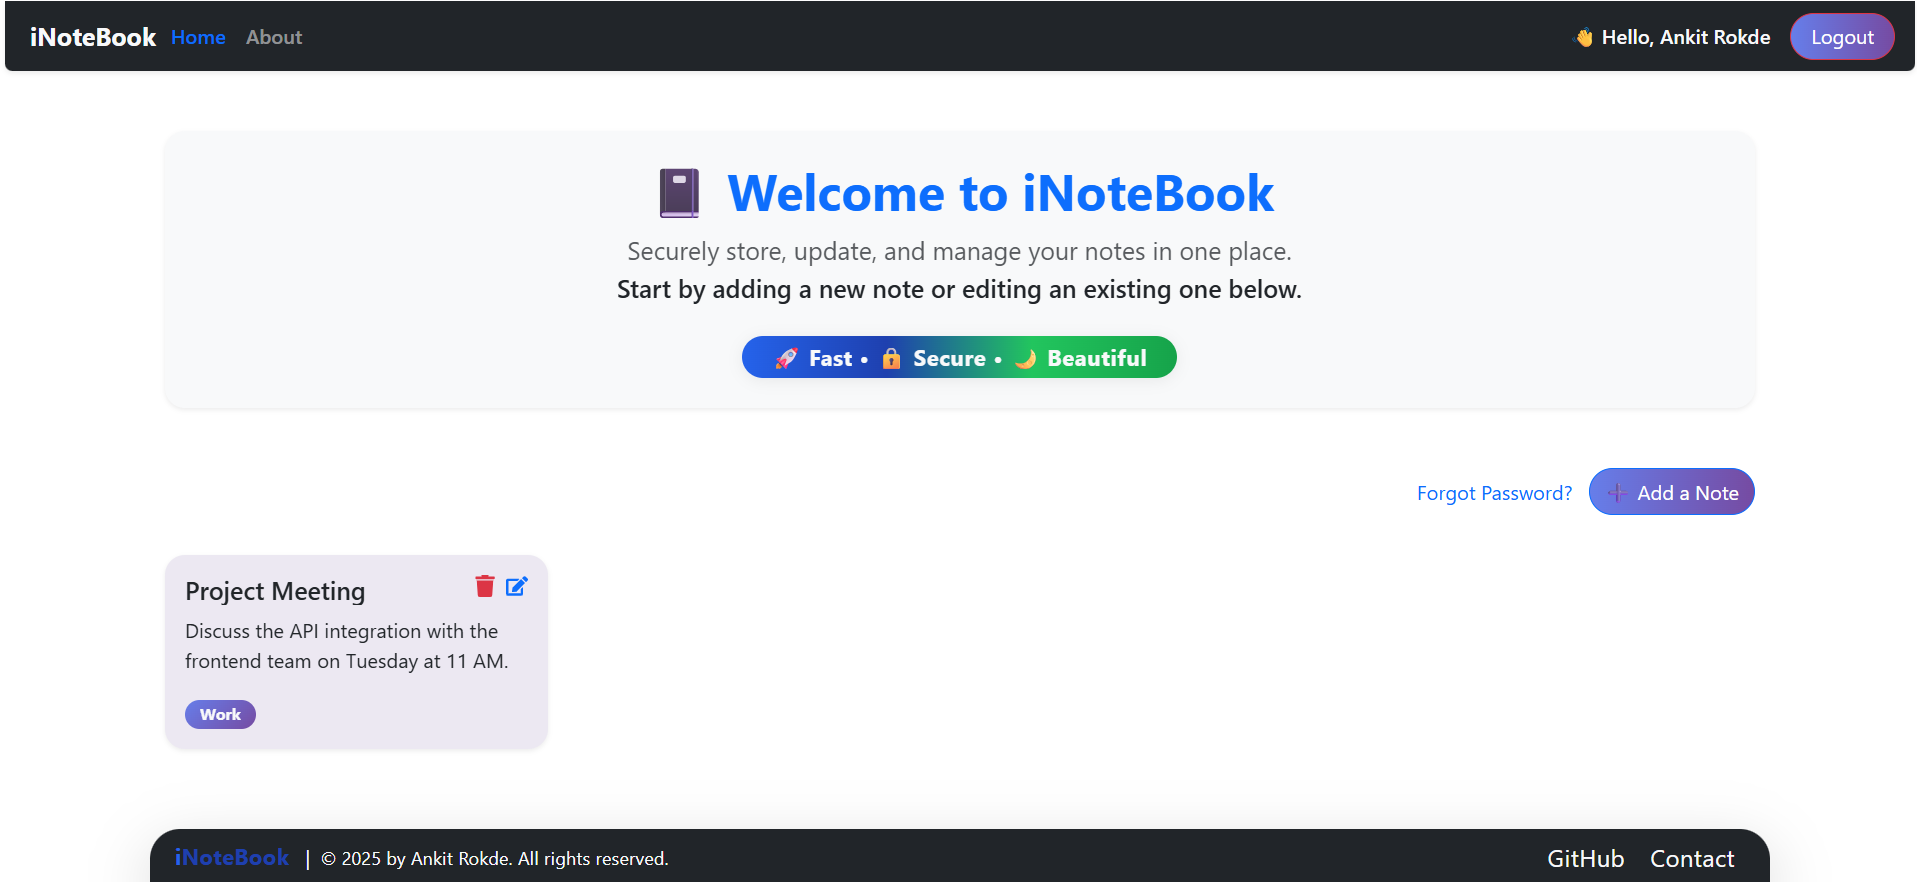 iNoteBook Home About 👋 Hello, Ankit Rokde Logout
Welcome to iNoteBook
Securely store, update, and manage your notes in one place.
Start by adding a new note or editing an existing one below.
🚀 Fast • 🔒 Secure • 🌙 Beautiful
Forgot Password? ➕ Add a Note
Project Meeting
Discuss the API integration with the
frontend team on Tuesday at 11 AM.
Work
iNoteBook | © 2025 by Ankit Rokde. All rights reserved. GitHub Contact